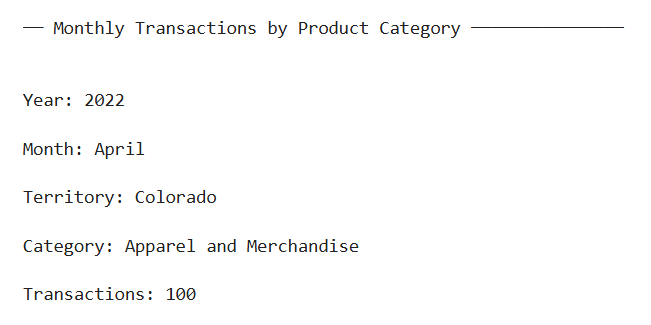 ── Monthly Transactions by Product Category ───────────────
Year: 2022
Month: April
Territory: Colorado
Category: Apparel and Merchandise
Transactions: 100